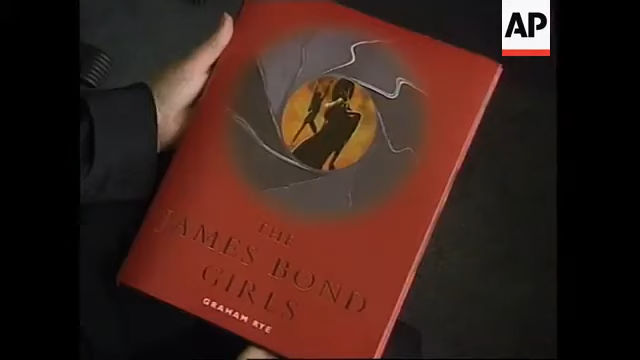 AP
THE
JAMES BOND
GIRLS
GRAHAM RYE